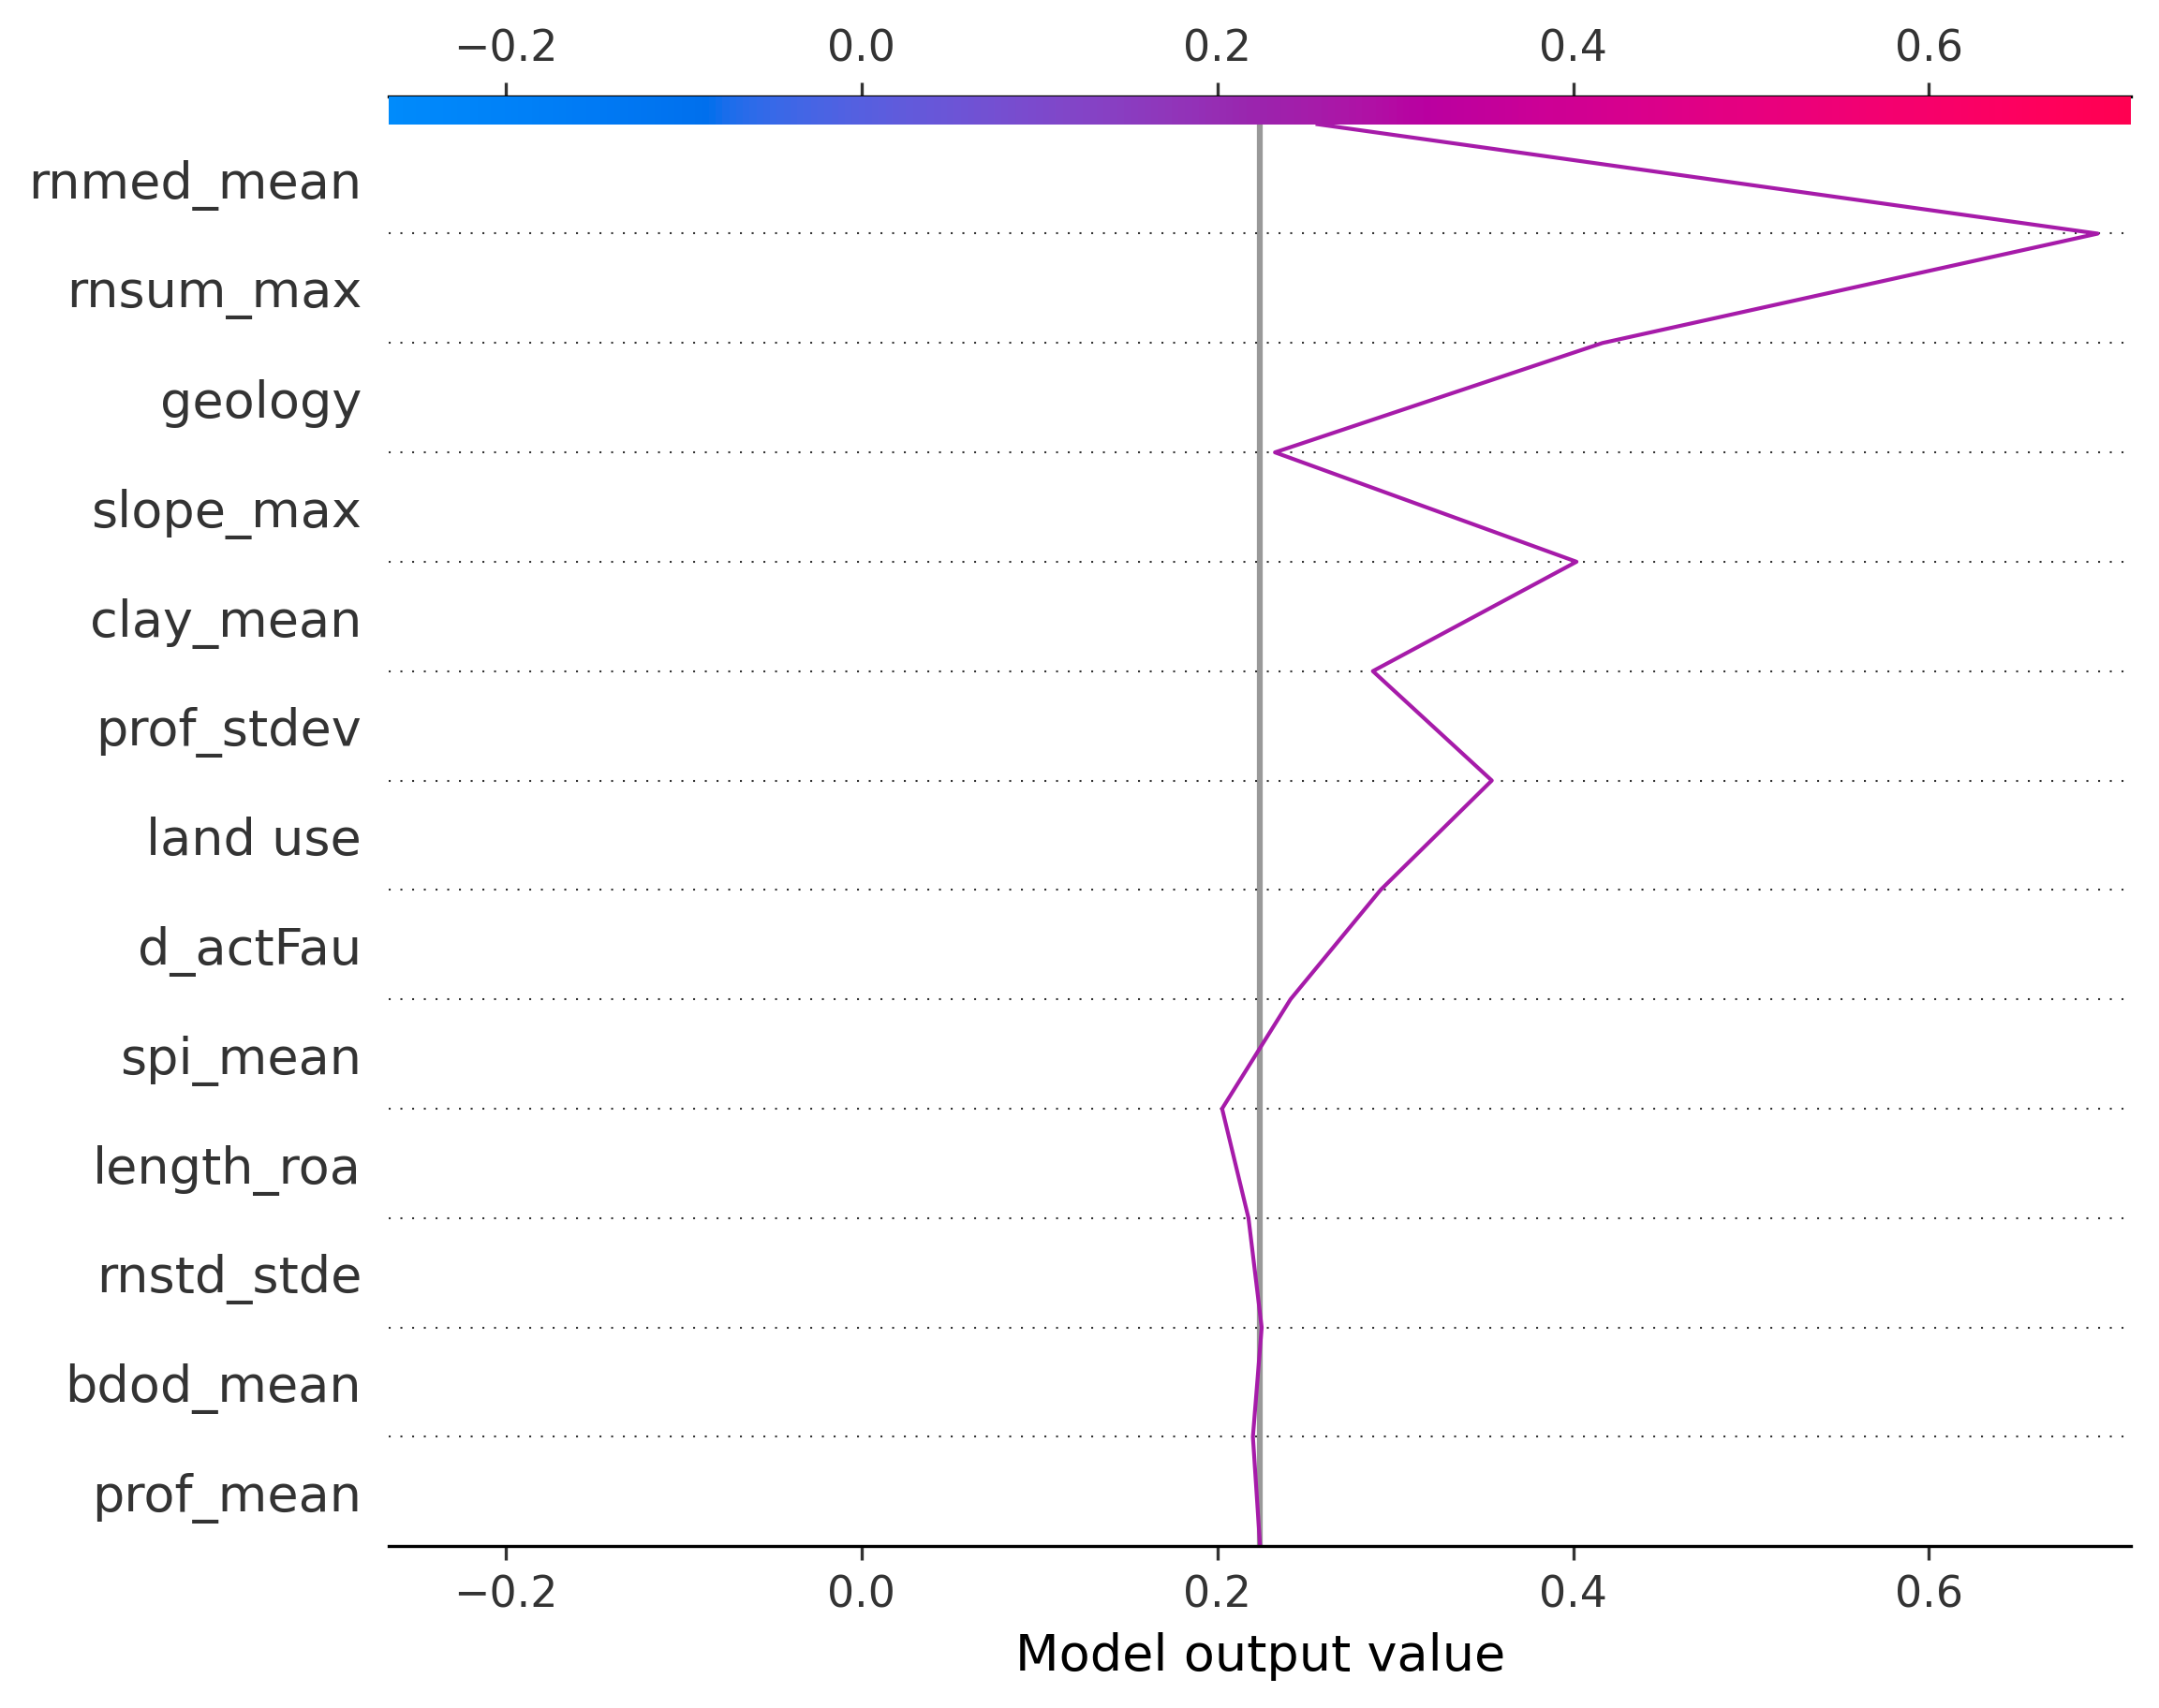 −0.2 0.0 0.2 0.4 0.6
rnmed_mean
rnsum_max
geology
slope_max
clay_mean
prof_stdev
land use
d_actFau
spi_mean
length_roa
rnstd_stde
bdod_mean
prof_mean
−0.2 0.0 0.2 0.4 0.6
Model output value